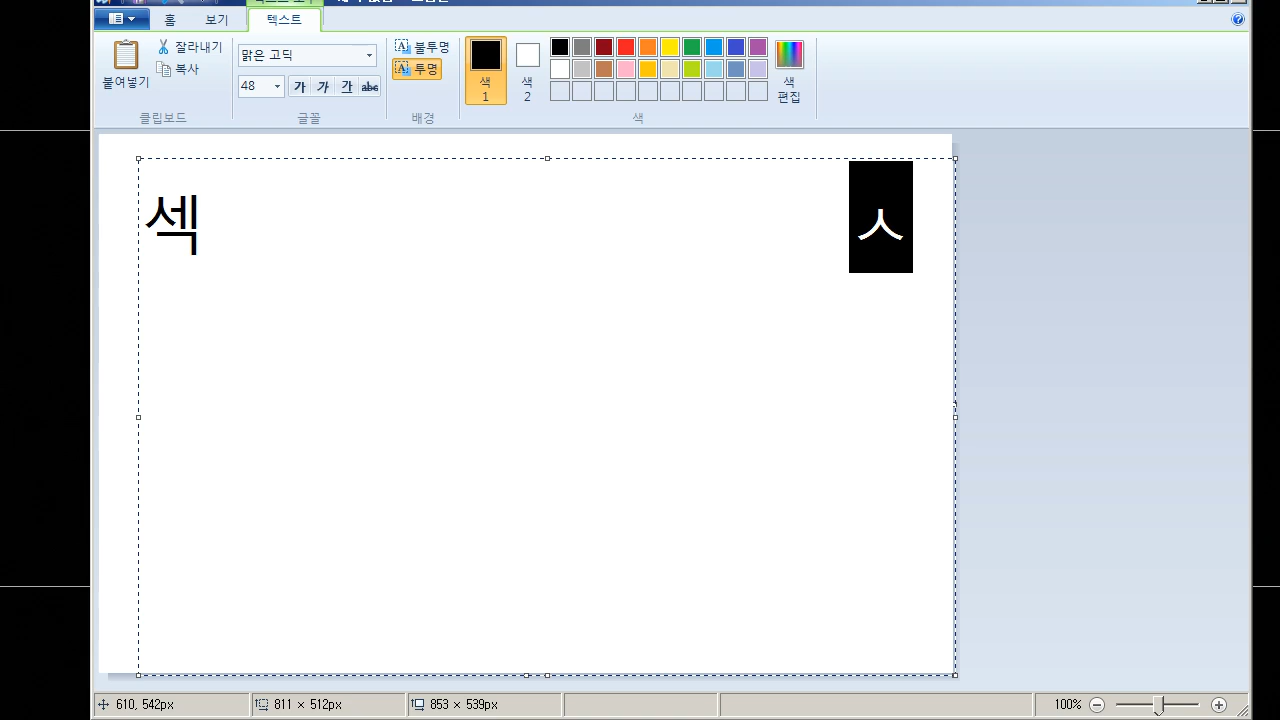 홈 보기 텍스트
붙여넣기 잘라내기 복사 맑은 고딕 불투명
48 가 가 가 abc 투명
색 1 색 2 색 편집
클립보드 글꼴 배경 색
섹 ㅅ
610, 542px 811 × 512px 853 × 539px 100%